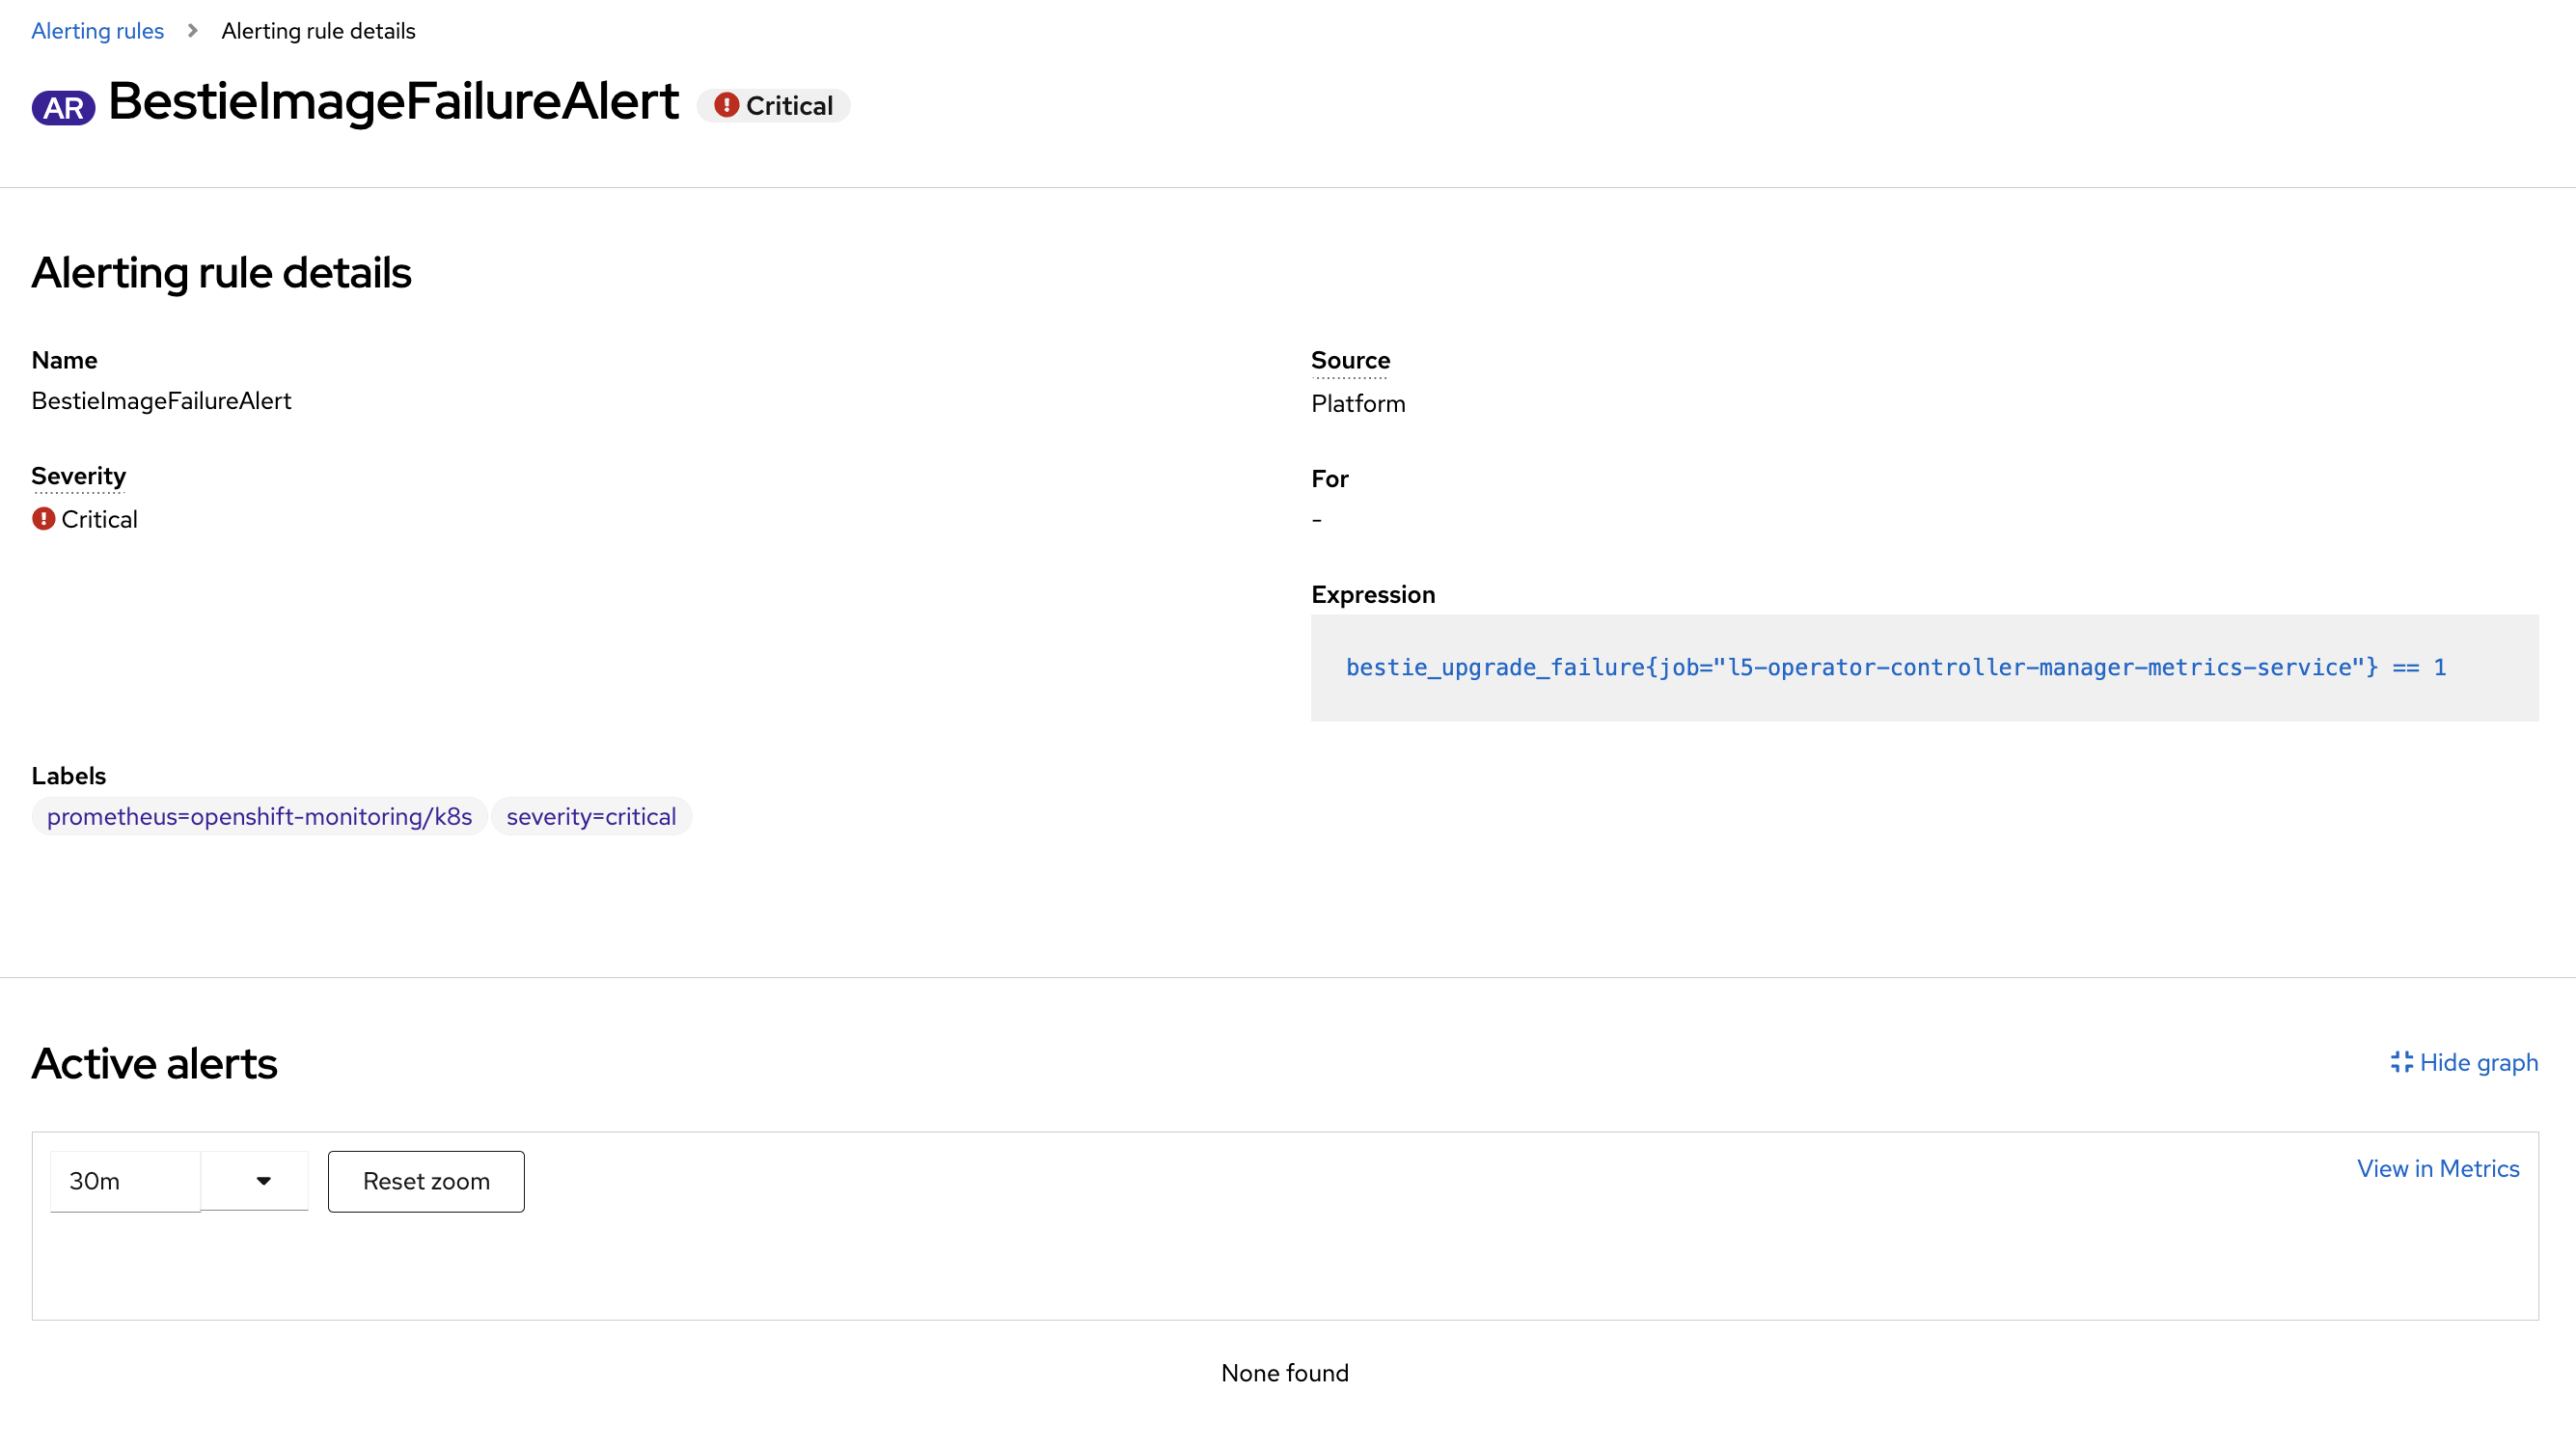 Alerting rules > Alerting rule details
AR BestieImageFailureAlert Critical
Alerting rule details
Name
BestieImageFailureAlert
Severity
Critical
Source
Platform
For
-
Expression
bestie_upgrade_failure{job="l5-operator-controller-manager-metrics-service"} == 1
Labels
prometheus=openshift-monitoring/k8s severity=critical
Active alerts
Hide graph
30m
Reset zoom
View in Metrics
None found